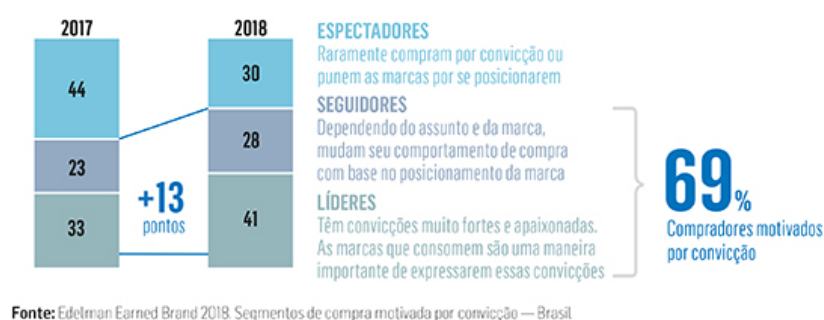 2017
2018
44
23
33
+13
pontos
30
28
41
ESPECTADORES
Raramente compram por convicção ou
punem as marcas por se posicionarem
SEGUIDORES
Dependendo do assunto e da marca,
mudam seu comportamento de compra
com base no posicionamento da marca
LÍDERES
Têm convicções muito fortes e apaixonadas.
As marcas que consomem são uma maneira
importante de expressarem essas convicções
69%
Compradores motivados
por convicção
Fonte: Edelman Earned Brand 2018. Segmentos de compra motivada por convicção — Brasil